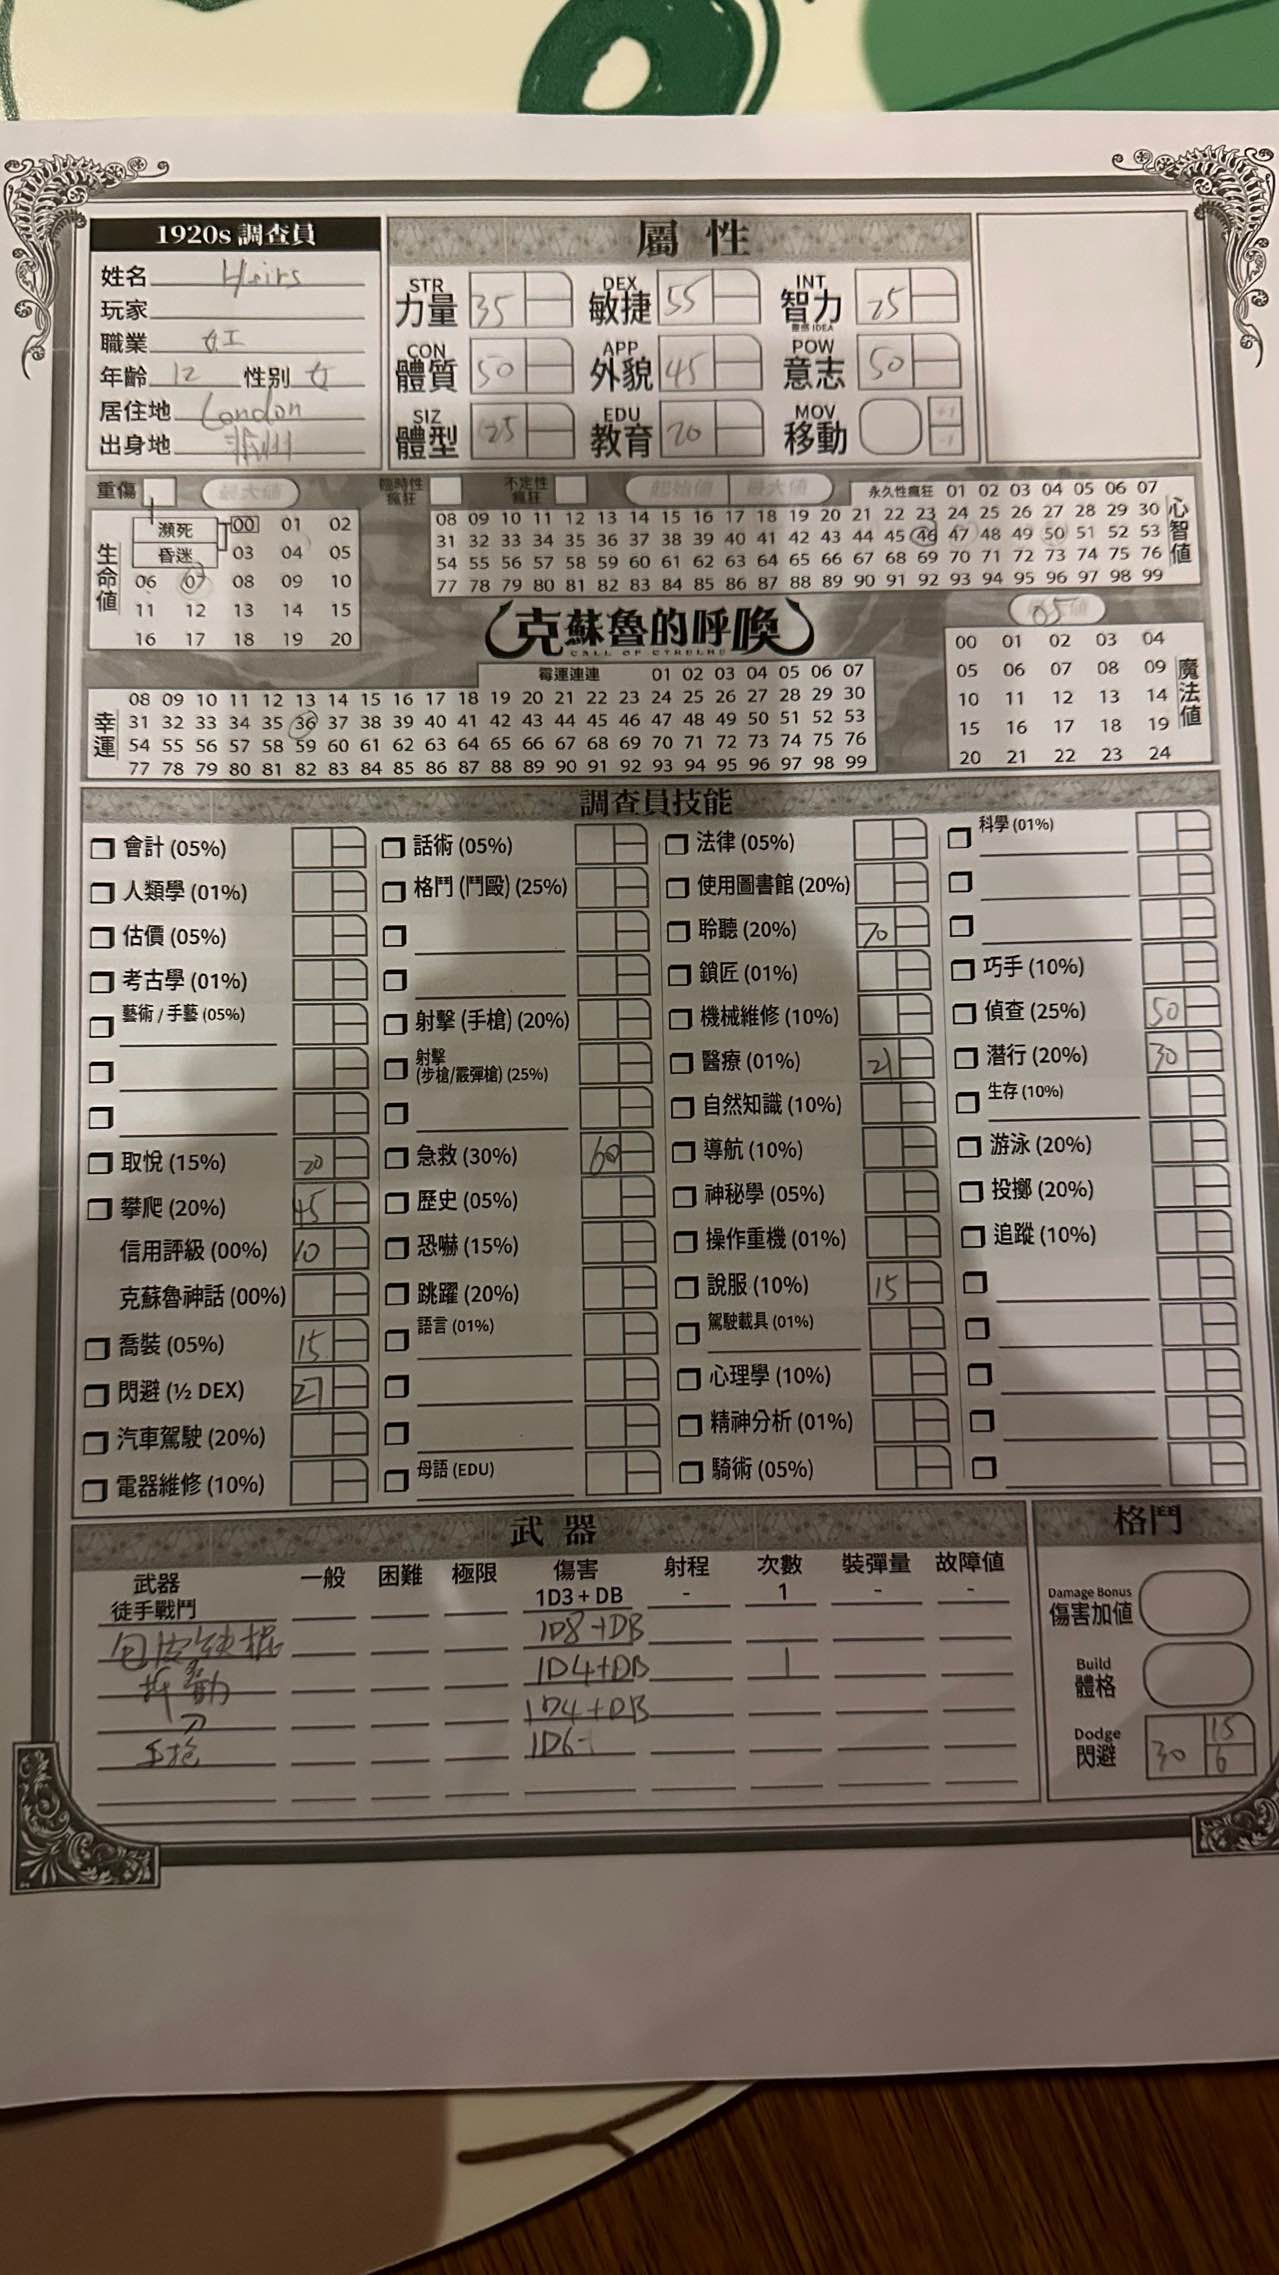 1920s 調查員
姓名 Heirs
玩家
職業 女工
年齡 12 性別 女
居住地 London
出身地 非州
屬性
STR 力量 35
DEX 敏捷 55
INT 智力 靈感 IDEA 75
CON 體質 50
APP 外貌 45
POW 意志 50
SIZ 體型 25
EDU 教育 20
MOV 移動 +1 -1
重傷 最大值
臨時性瘋狂 不定性瘋狂 起始值 最大值
永久性瘋狂 01 02 03 04 05 06 07
08 09 10 11 12 13 14 15 16 17 18 19 20 21 22 23 24 25 26 27 28 29 30
31 32 33 34 35 36 37 38 39 40 41 42 43 44 45 46 47 48 49 50 51 52 53
54 55 56 57 58 59 60 61 62 63 64 65 66 67 68 69 70 71 72 73 74 75 76
77 78 79 80 81 82 83 84 85 86 87 88 89 90 91 92 93 94 95 96 97 98 99
心智值
生命值
瀕死 00 01 02
昏迷 03 04 05
06 07 08 09 10
11 12 13 14 15
16 17 18 19 20
克蘇魯的呼喚
CALL OF CTHULHU
05
00 01 02 03 04
05 06 07 08 09
10 11 12 13 14
15 16 17 18 19
20 21 22 23 24
魔法值
幸運
霉運連連 01 02 03 04 05 06 07
08 09 10 11 12 13 14 15 16 17 18 19 20 21 22 23 24 25 26 27 28 29 30
31 32 33 34 35 36 37 38 39 40 41 42 43 44 45 46 47 48 49 50 51 52 53
54 55 56 57 58 59 60 61 62 63 64 65 66 67 68 69 70 71 72 73 74 75 76
77 78 79 80 81 82 83 84 85 86 87 88 89 90 91 92 93 94 95 96 97 98 99
調查員技能
會計 (05%)
人類學 (01%)
估價 (05%)
考古學 (01%)
藝術 / 手藝 (05%)
取悅 (15%) 20
攀爬 (20%) 45
信用評級 (00%) 10
克蘇魯神話 (00%)
喬裝 (05%) 15
閃避 (½ DEX) 27
汽車駕駛 (20%)
電器維修 (10%)
話術 (05%)
格鬥 (鬥毆) (25%)
射擊 (手槍) (20%)
射擊
(步槍/霰彈槍) (25%)
急救 (30%) 60
歷史 (05%)
恐嚇 (15%)
跳躍 (20%)
語言 (01%)
母語 (EDU)
法律 (05%)
使用圖書館 (20%)
聆聽 (20%) 70
鎖匠 (01%)
機械維修 (10%)
醫療 (01%) 21
自然知識 (10%)
導航 (10%)
神秘學 (05%)
操作重機 (01%)
說服 (10%) 15
駕駛載具 (01%)
心理學 (10%)
精神分析 (01%)
騎術 (05%)
科學 (01%)
巧手 (10%)
偵查 (25%) 50
潛行 (20%) 30
生存 (10%)
游泳 (20%)
投擲 (20%)
追蹤 (10%)
武器
武器 一般 困難 極限 傷害 射程 次數 裝彈量 故障值
徒手戰鬥 1D3 + DB - 1 - -
包皮鉄棍 1D8+DB
1D4+DB 1
刀 1D4+DB
手槍 1D6
格鬥
Damage Bonus
傷害加值
Build
體格
Dodge
閃避 30 15 6